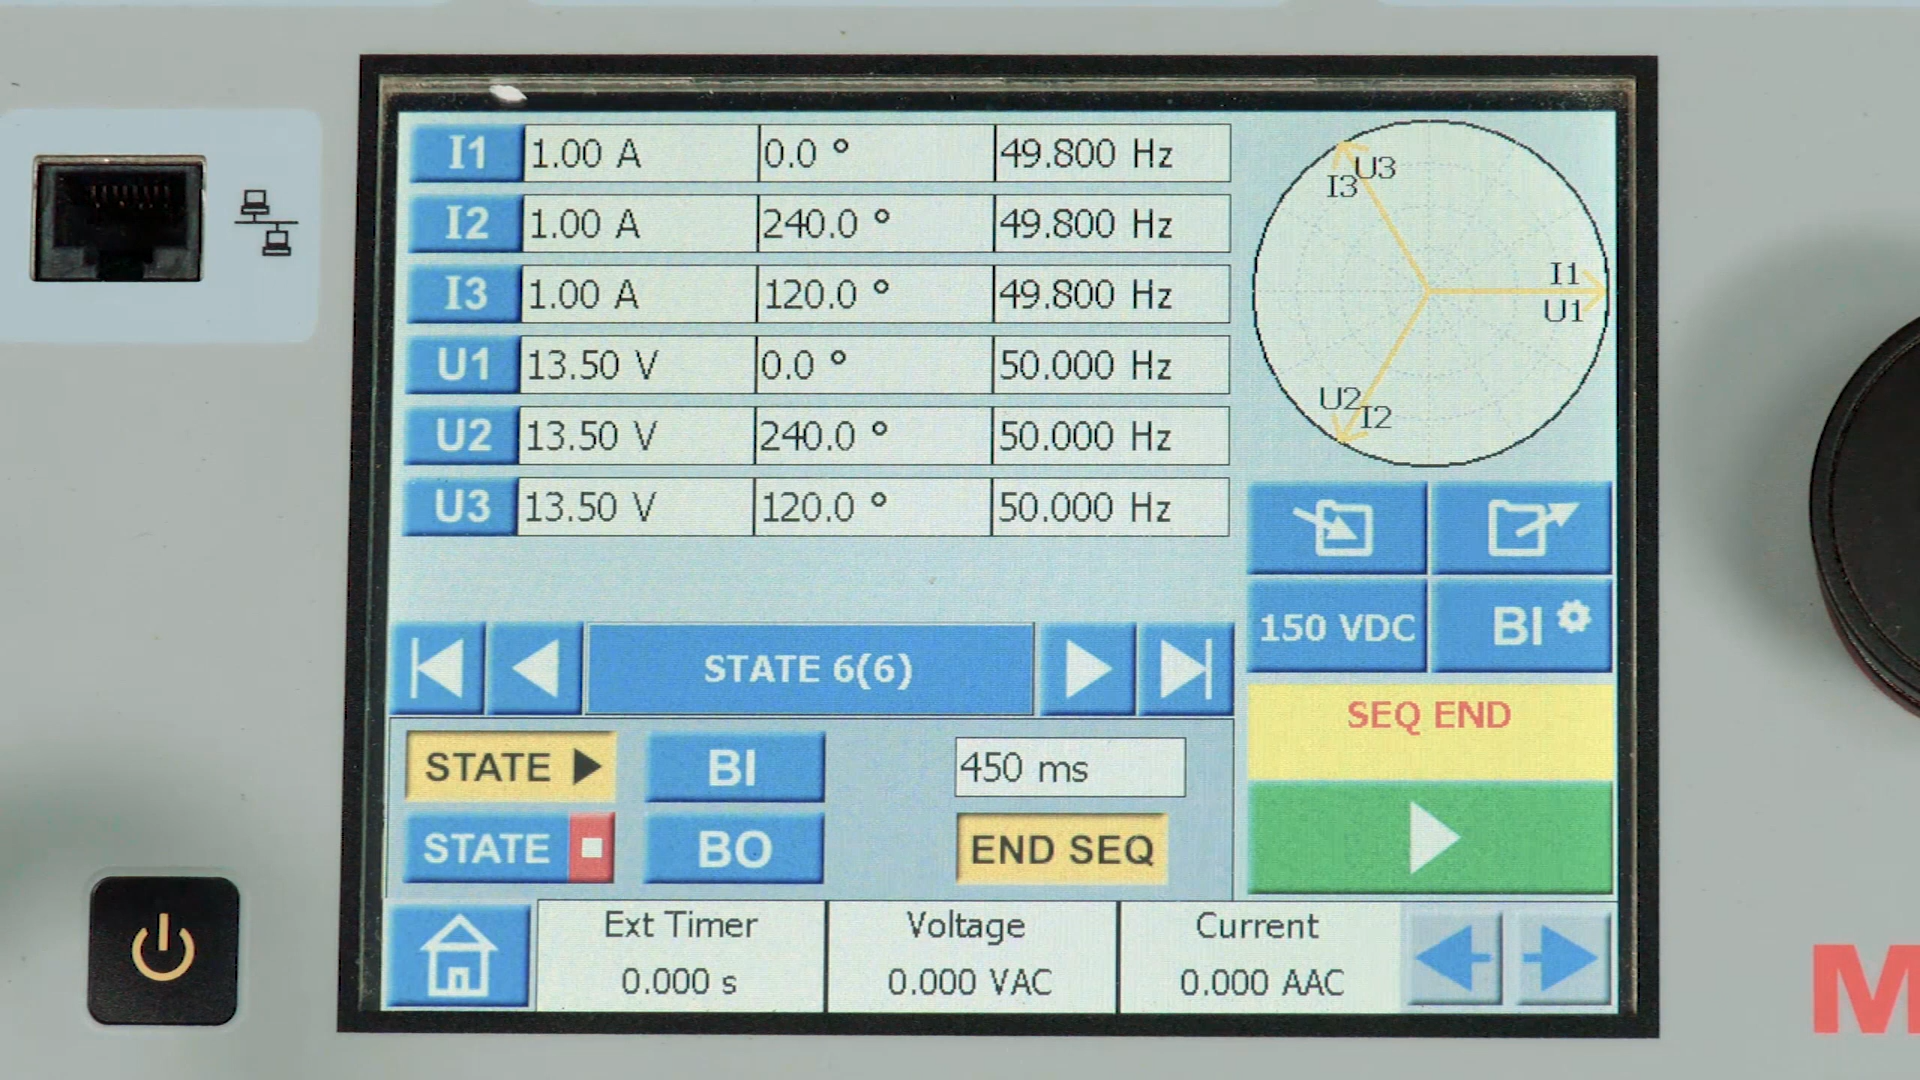 I1 1.00 A 0.0 ° 49.800 Hz
I2 1.00 A 240.0 ° 49.800 Hz
I3 1.00 A 120.0 ° 49.800 Hz
U1 13.50 V 0.0 ° 50.000 Hz
U2 13.50 V 240.0 ° 50.000 Hz
U3 13.50 V 120.0 ° 50.000 Hz
U3
I3
I1
U1
U2
I2
150 VDC BI
STATE 6(6)
SEQ END
STATE BI 450 ms
STATE BO END SEQ
Ext Timer Voltage Current
0.000 s 0.000 VAC 0.000 AAC
M